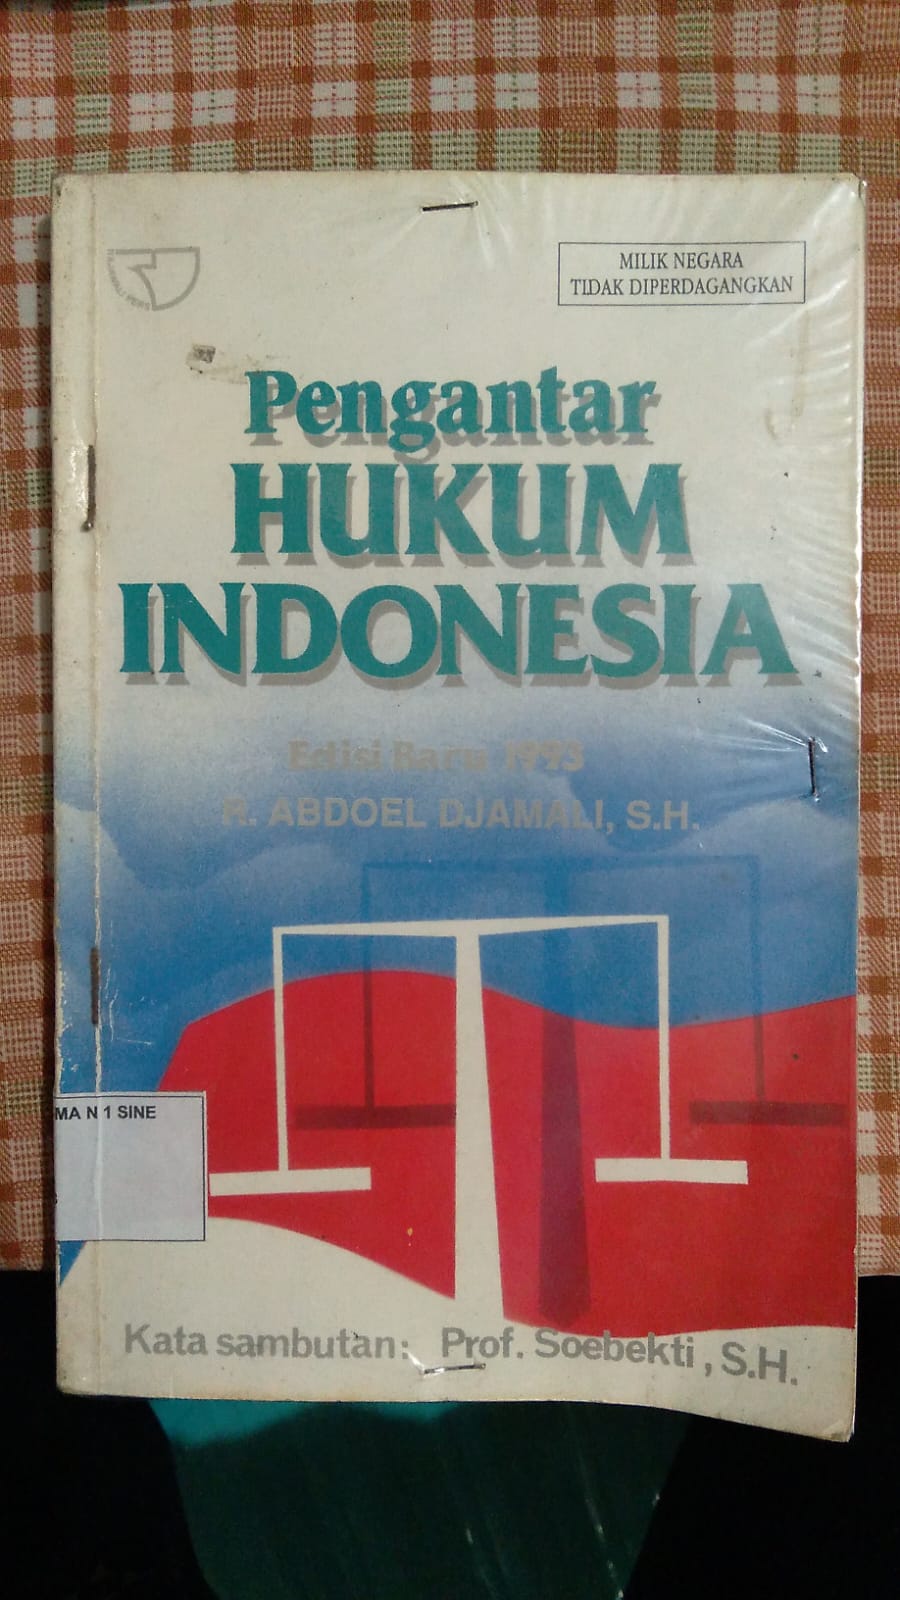 MILIK NEGARA
TIDAK DIPERDAGANGKAN
Pengantar
HUKUM
INDONESIA
Edisi Baru 1993
R. ABDOEL DJAMALI, S.H.
MA N 1 SINE
Kata sambutan: Prof. Soebekti, S.H.